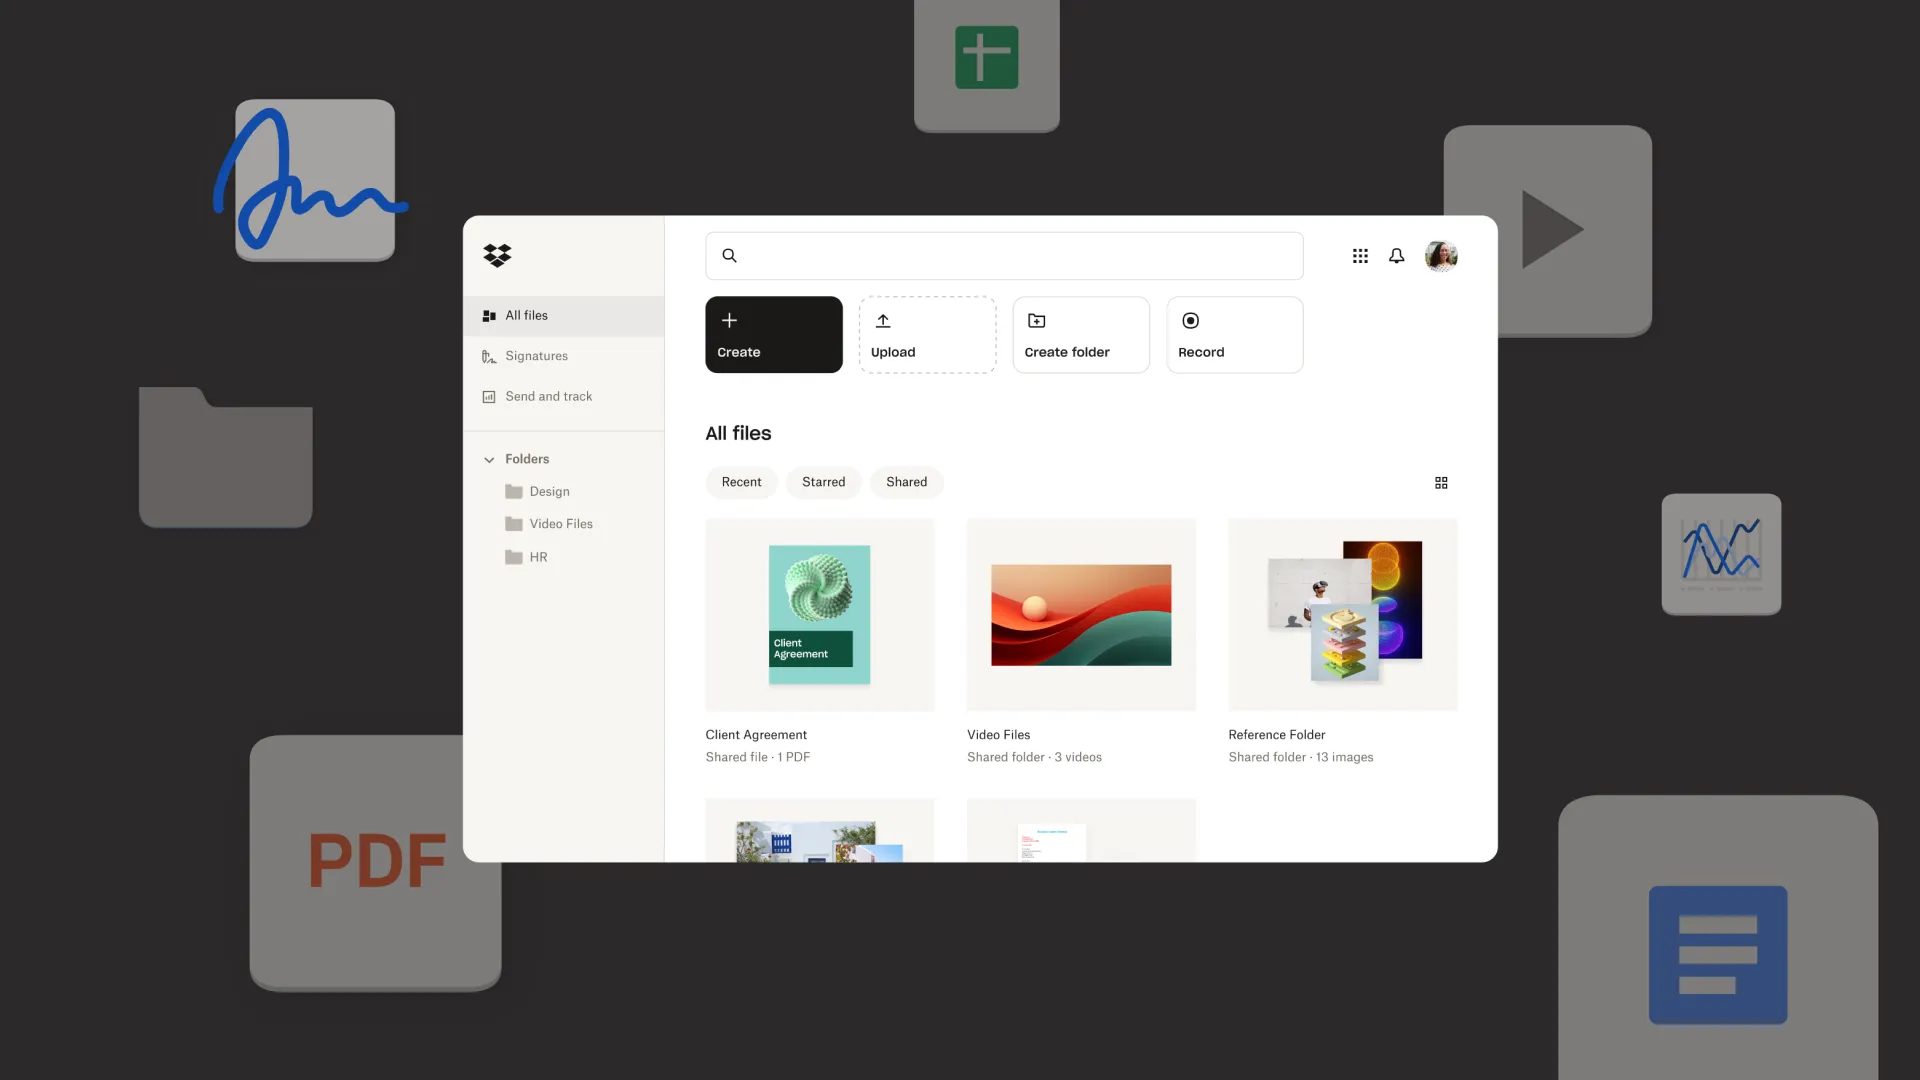 All files
Signatures
Send and track
Folders
Design
Video Files
HR
Create
Upload
Create folder
Record
All files
Recent
Starred
Shared
Client
Agreement
Client Agreement
Shared file · 1 PDF
Video Files
Shared folder · 3 videos
Reference Folder
Shared folder · 13 images
PDF